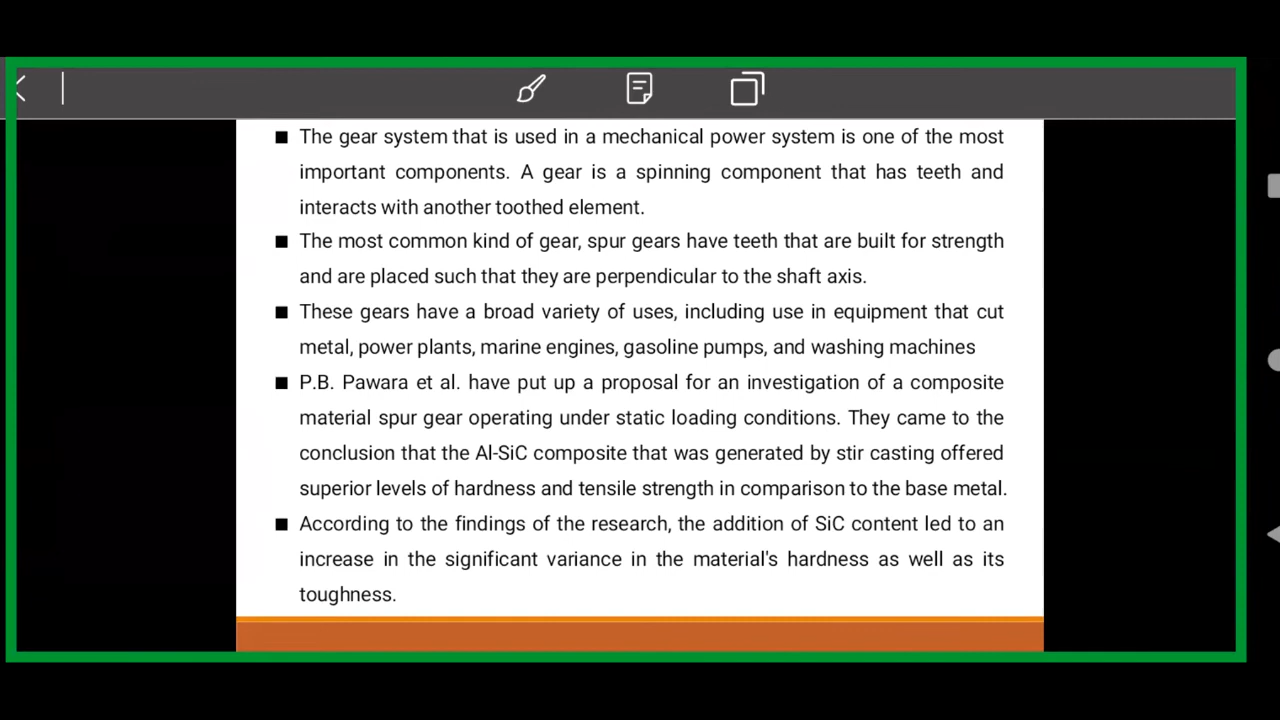 The gear system that is used in a mechanical power system is one of the most
important components. A gear is a spinning component that has teeth and
interacts with another toothed element.
The most common kind of gear, spur gears have teeth that are built for strength
and are placed such that they are perpendicular to the shaft axis.
These gears have a broad variety of uses, including use in equipment that cut
metal, power plants, marine engines, gasoline pumps, and washing machines
P.B. Pawara et al. have put up a proposal for an investigation of a composite
material spur gear operating under static loading conditions. They came to the
conclusion that the Al-SiC composite that was generated by stir casting offered
superior levels of hardness and tensile strength in comparison to the base metal.
According to the findings of the research, the addition of SiC content led to an
increase in the significant variance in the material's hardness as well as its
toughness.